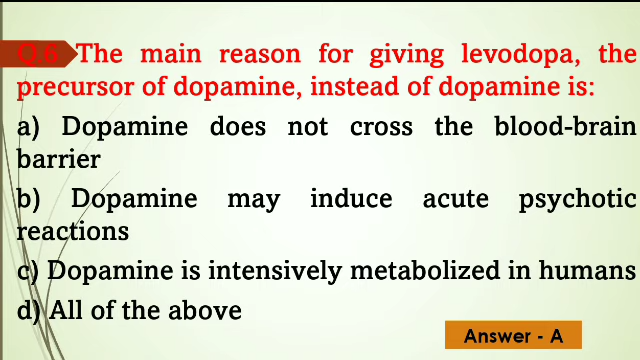 Q.6 The main reason for giving levodopa, the
precursor of dopamine, instead of dopamine is:
a) Dopamine does not cross the blood-brain
barrier
b) Dopamine may induce acute psychotic
reactions
c) Dopamine is intensively metabolized in humans
d) All of the above
Answer - A